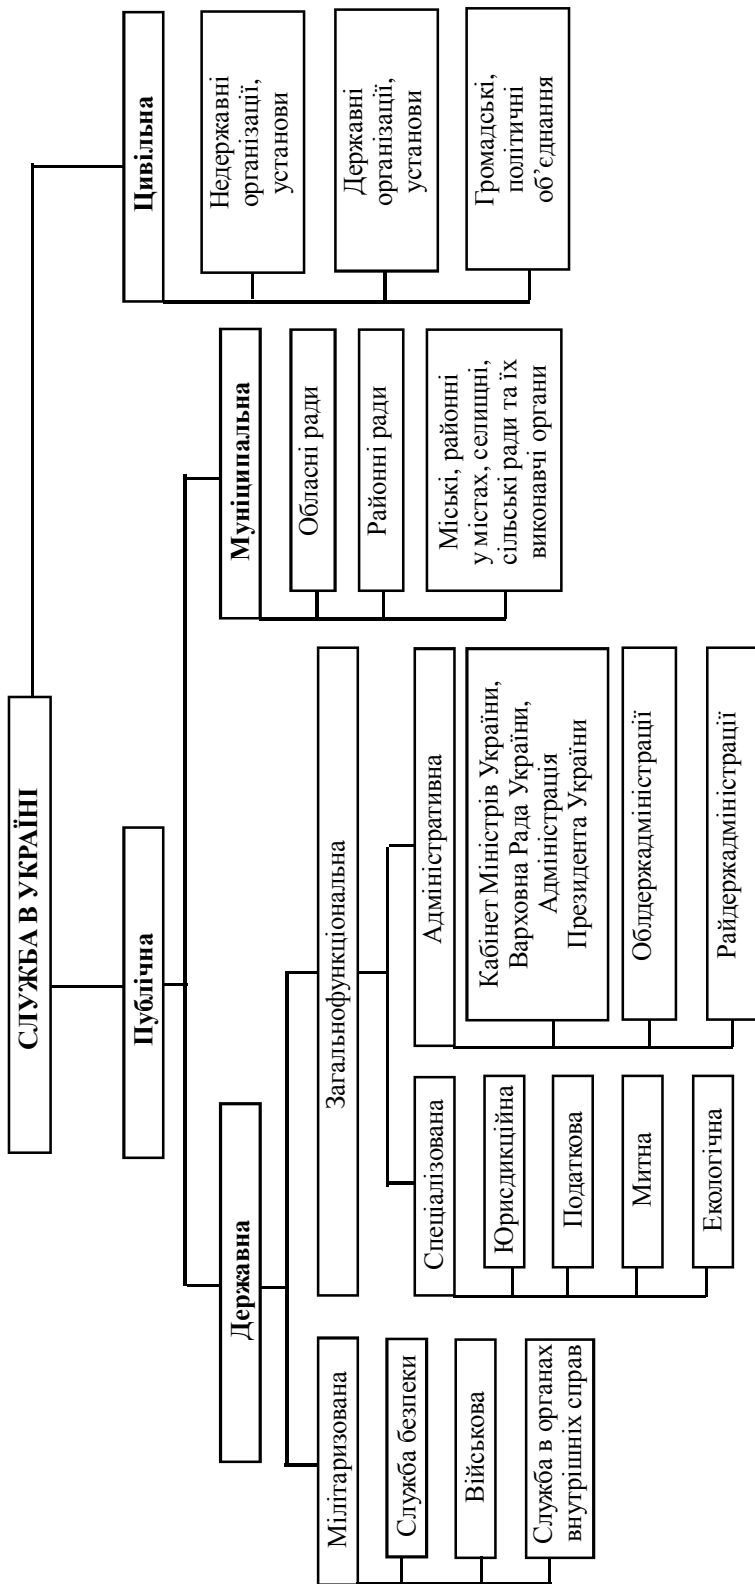 СЛУЖБА В УКРАЇНІ
Публічна
Цивільна
Державна
Муніципальна
Мілітаризована
Служба безпеки
Військова
Служба в органах
внутрішніх справ
Загальнофункціональна
Спеціалізована
Юрисдикційна
Податкова
Митна
Екологічна
Адміністративна
Кабінет Міністрів України,
Варховна Рада України,
Адміністрація
Президента України
Облдержадміністрації
Райдержадміністрації
Обласні ради
Районні ради
Міські, районні
у містах, селищні,
сільські ради та їх
виконавчі органи
Недержавні
організації,
установи
Державні
організації,
установи
Громадські,
політичні
об’єднання